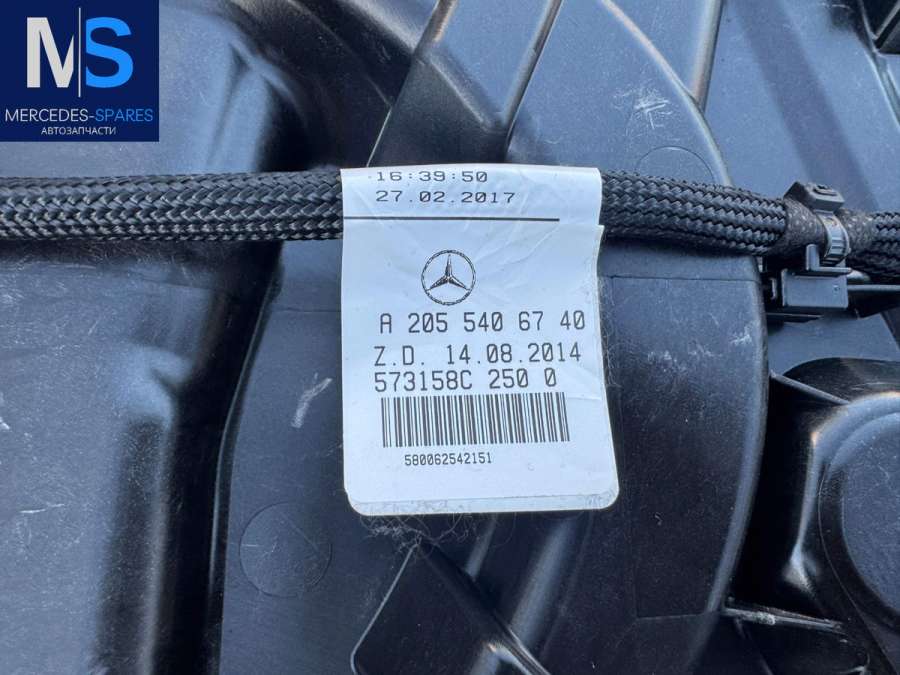 MS
MERCEDES-SPARES
АВТОЗАПЧАСТИ
16:39:50
27.02.2017
A 205 540 67 40
Z.D. 14.08.2014
573158C 250 0
580062542151